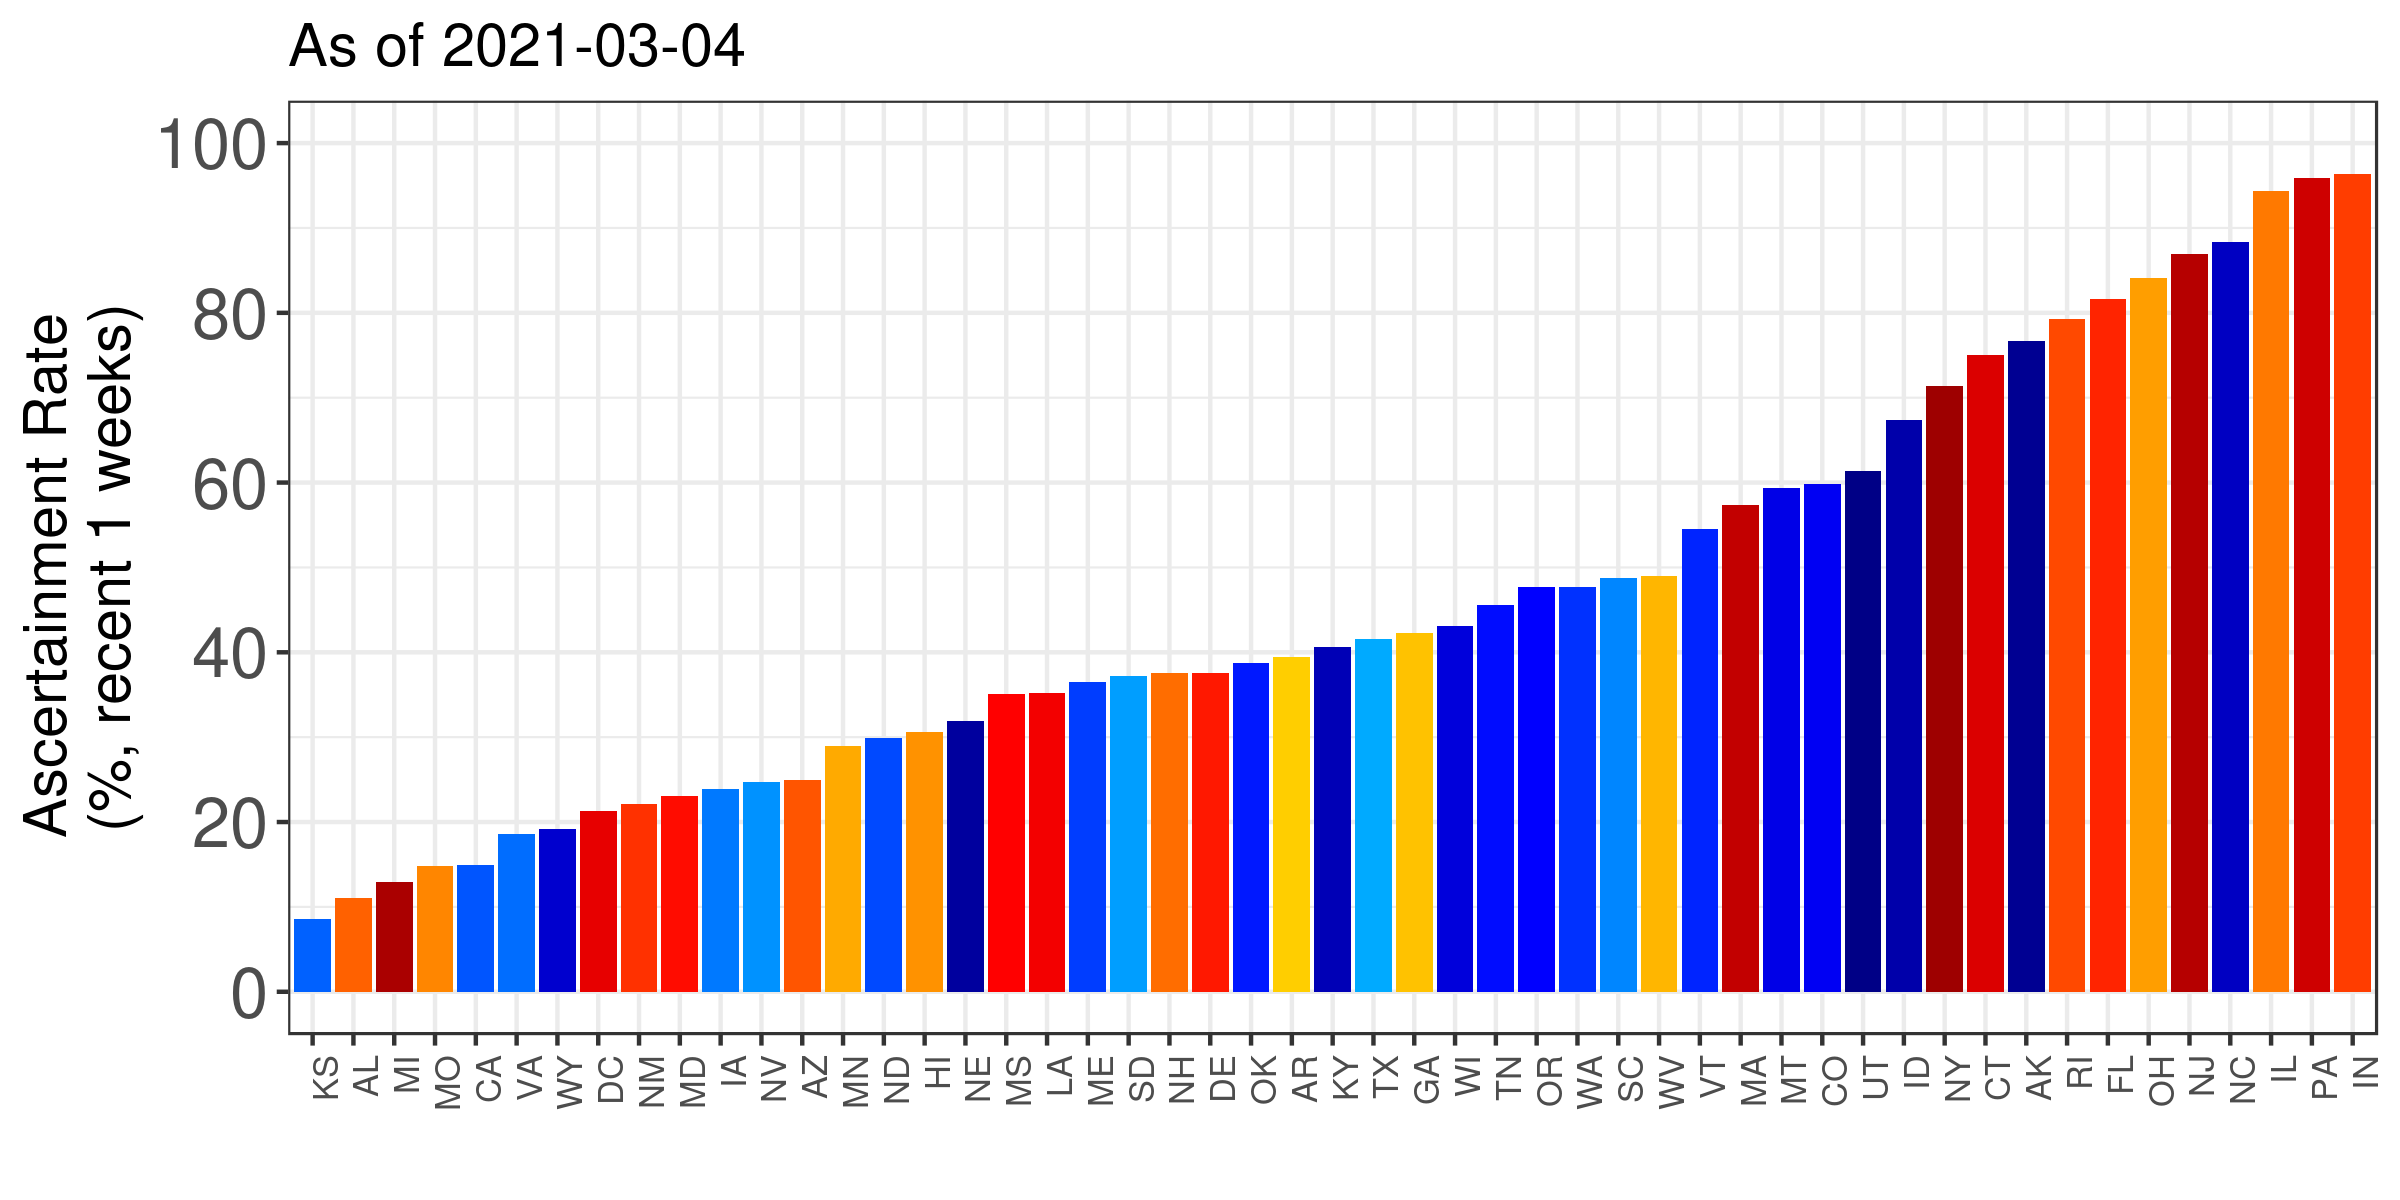 As of 2021-03-04
Ascertainment Rate
(%, recent 1 weeks)
100
80
60
40
20
0
KS AL MI MO CA VA WY DC NM MD IA NV AZ MN ND HI NE MS LA ME SD NH DE OK AR KY TX GA WI TN OR WA SC WV VT MA MT CO UT ID NY CT AK RI FL OH NJ NC IL PA IN